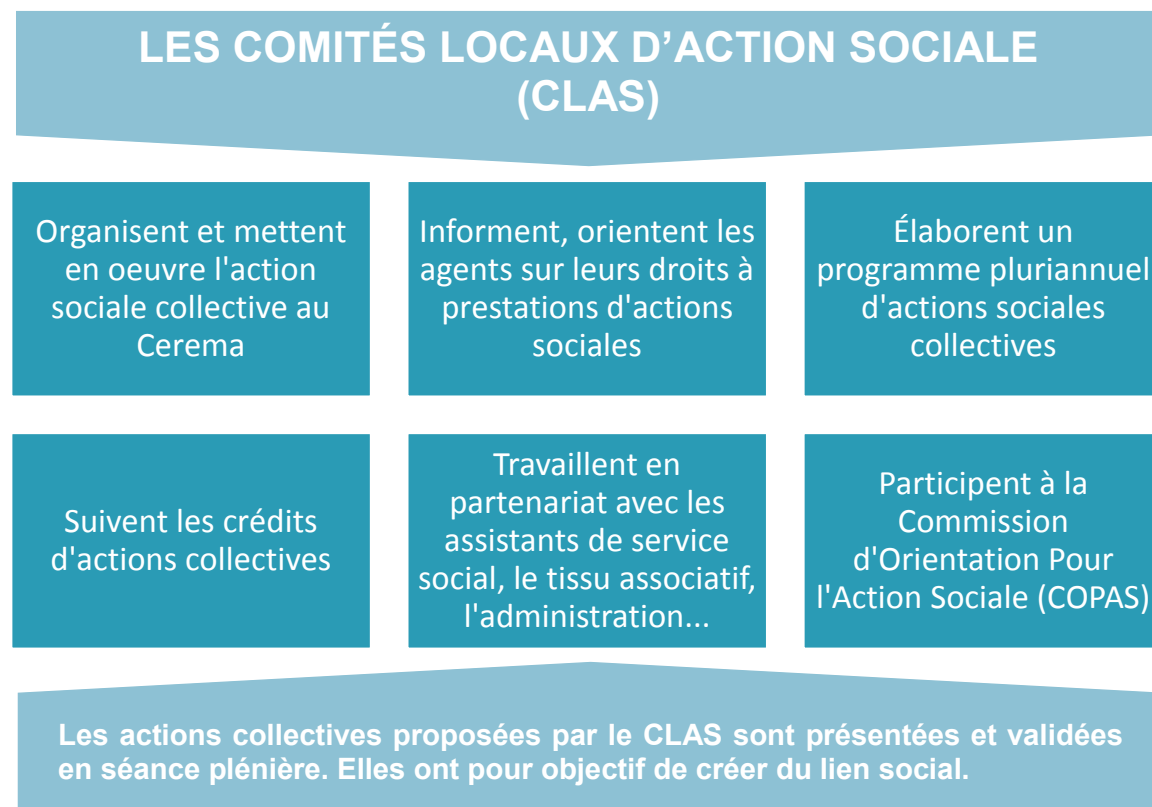 LES COMITÉS LOCAUX D’ACTION SOCIALE
(CLAS)
Organisent et mettent
en oeuvre l'action
sociale collective au
Cerema
Informent, orientent les
agents sur leurs droits à
prestations d'actions
sociales
Élaborent un
programme pluriannuel
d'actions sociales
collectives
Suivent les crédits
d'actions collectives
Travaillent en
partenariat avec les
assistants de service
social, le tissu associatif,
l'administration...
Participent à la
Commission
d'Orientation Pour
l'Action Sociale (COPAS)
Les actions collectives proposées par le CLAS sont présentées et validées
en séance plénière. Elles ont pour objectif de créer du lien social.